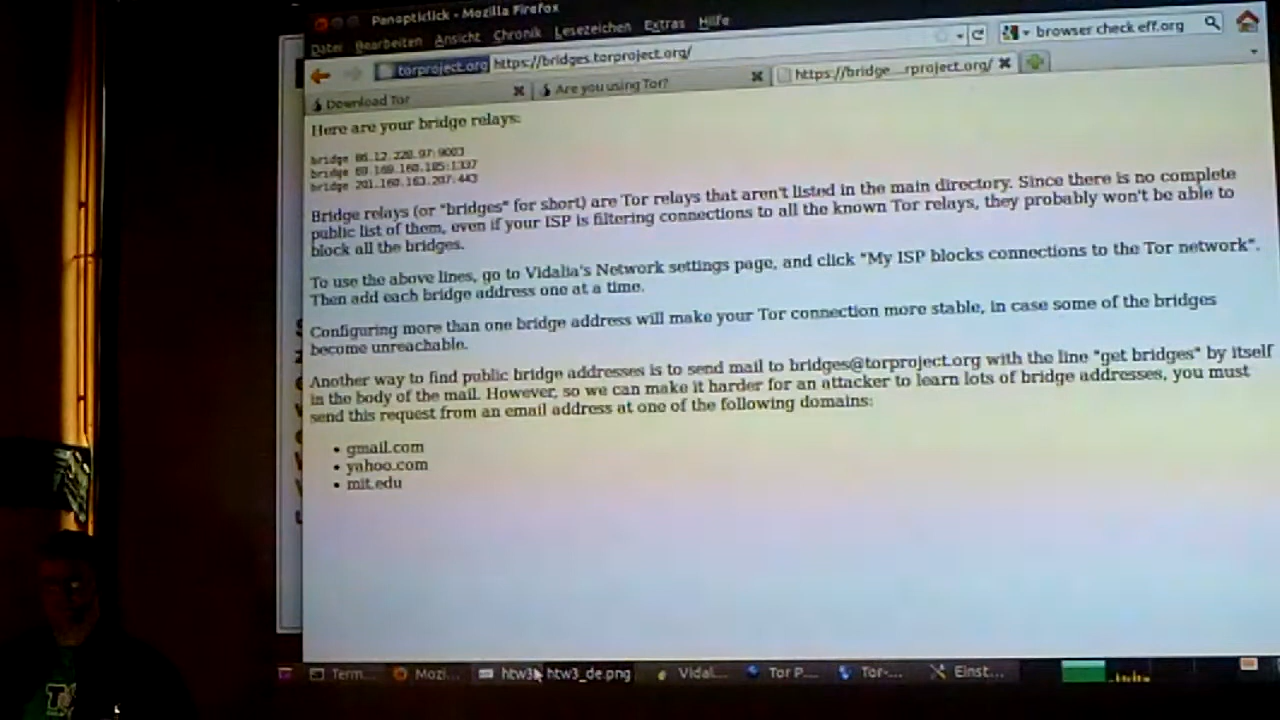 Panopticlick - Mozilla Firefox
Datei Bearbeiten Ansicht Chronik Lesezeichen Extras Hilfe
torproject.org https://bridges.torproject.org/
browser check eff.org
Download Tor
Are you using Tor?
https://bridge...rproject.org/
Here are your bridge relays:
bridge
bridge
bridge 201.160.163.207:443
Bridge relays (or "bridges" for short) are Tor relays that aren't listed in the main directory. Since there is no complete
public list of them, even if your ISP is filtering connections to all the known Tor relays, they probably won't be able to
block all the bridges.
To use the above lines, go to Vidalia's Network settings page, and click "My ISP blocks connections to the Tor network".
Then add each bridge address one at a time.
Configuring more than one bridge address will make your Tor connection more stable, in case some of the bridges
become unreachable.
Another way to find public bridge addresses is to send mail to bridges@torproject.org with the line "get bridges" by itself
in the body of the mail. However, so we can make it harder for an attacker to learn lots of bridge addresses, you must
send this request from an email address at one of the following domains:
• gmail.com
• yahoo.com
• mit.edu
Term... Mozi... htw3 htw3_de.png Vidal... Tor P... Tor-... Einst...